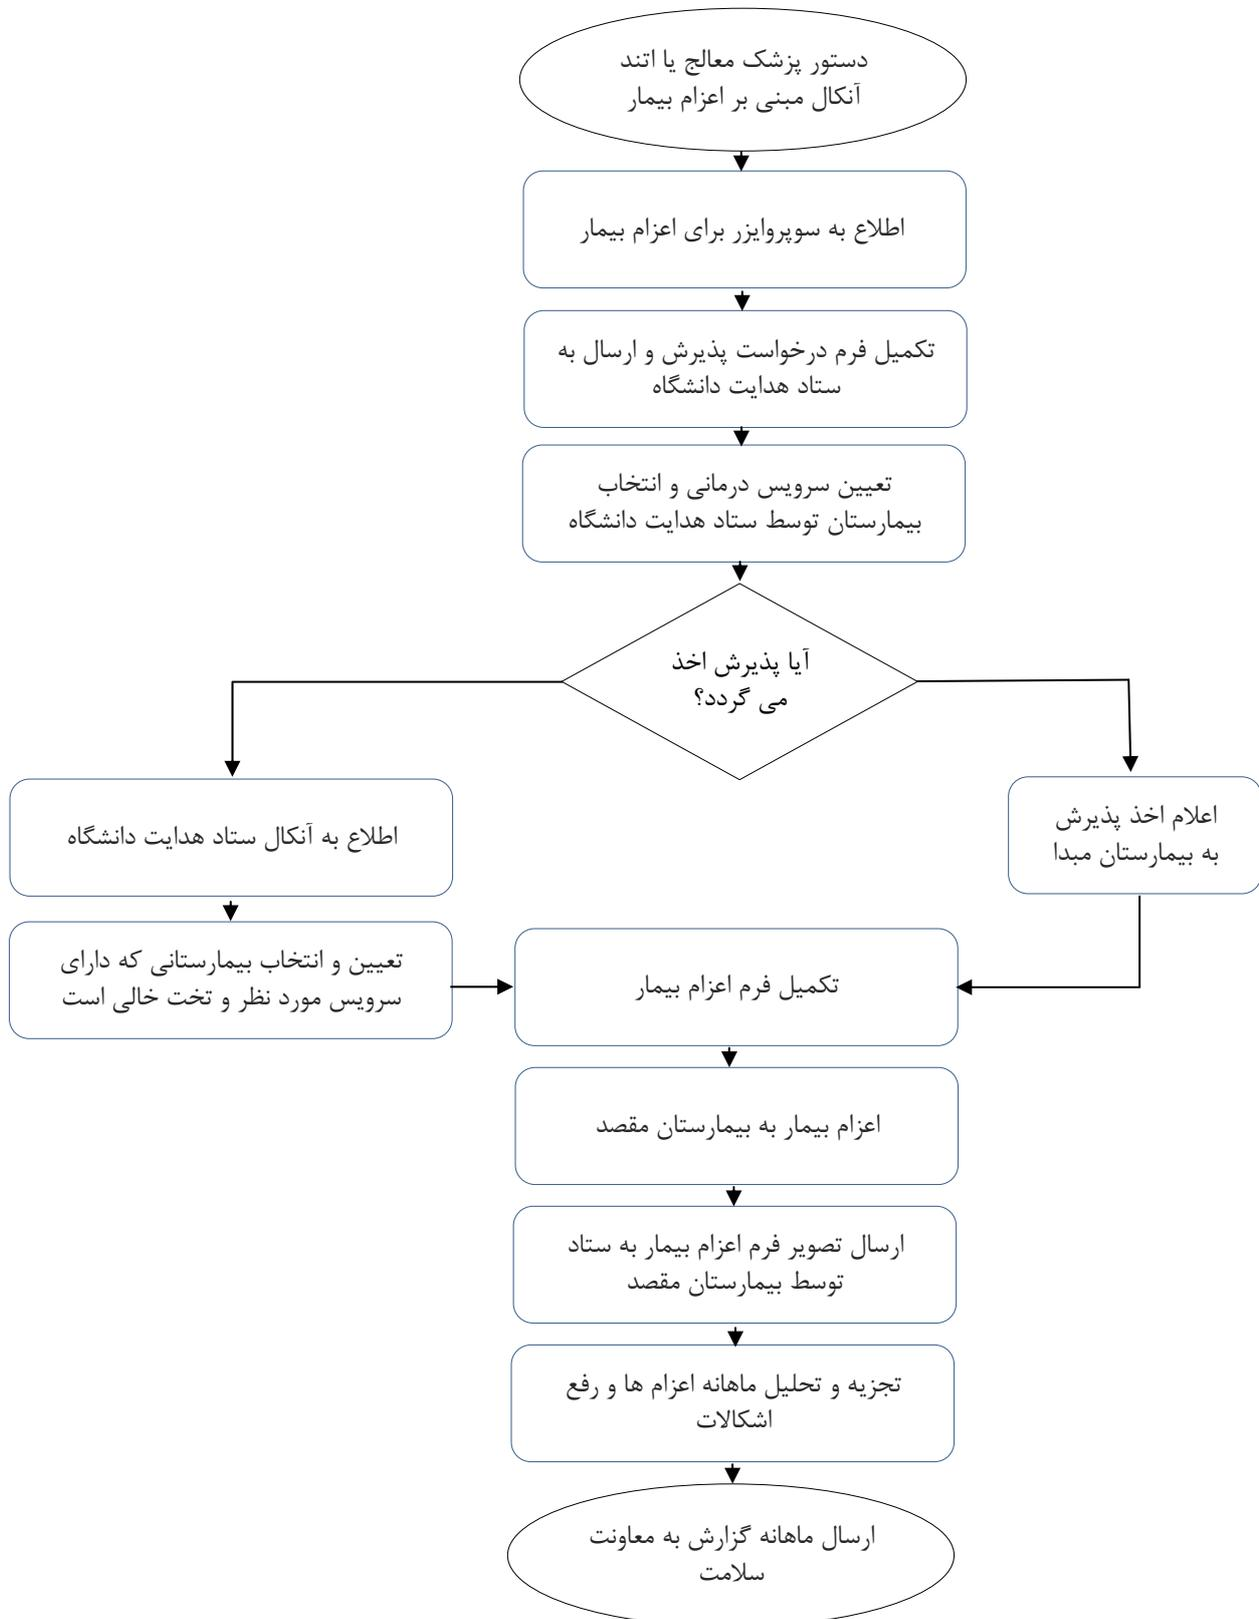 دستور پزشک معالج یا اتند
آنکال مبنی بر اعزام بیمار
اطلاع به سوپروایزر برای اعزام بیمار
تکمیل فرم درخواست پذیرش و ارسال به
ستاد هدایت دانشگاه
تعیین سرویس درمانی و انتخاب
بیمارستان توسط ستاد هدایت دانشگاه
آیا پذیرش اخذ
می گردد؟
اعلام اخذ پذیرش
به بیمارستان مبدا
اطلاع به آنکال ستاد هدایت دانشگاه
تعیین و انتخاب بیمارستانی که دارای
سرویس مورد نظر و تخت خالی است
تکمیل فرم اعزام بیمار
اعزام بیمار به بیمارستان مقصد
ارسال تصویر فرم اعزام بیمار به ستاد
توسط بیمارستان مقصد
تجزیه و تحلیل ماهانه اعزام ها و رفع
اشکالات
ارسال ماهانه گزارش به معاونت
سلامت